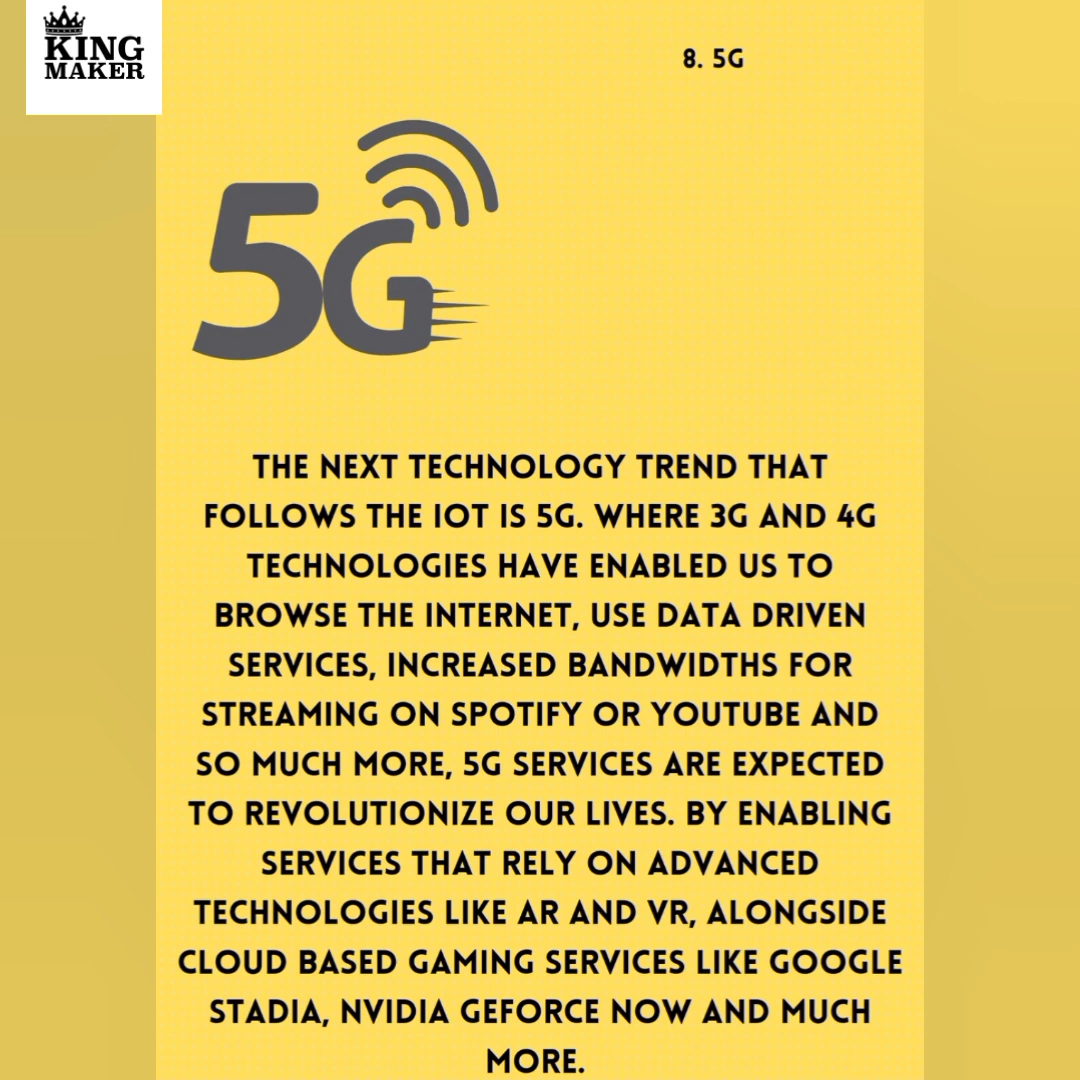 KING
MAKER
8. 5G
5G
THE NEXT TECHNOLOGY TREND THAT
FOLLOWS THE IOT IS 5G. WHERE 3G AND 4G
TECHNOLOGIES HAVE ENABLED US TO
BROWSE THE INTERNET, USE DATA DRIVEN
SERVICES, INCREASED BANDWIDTHS FOR
STREAMING ON SPOTIFY OR YOUTUBE AND
SO MUCH MORE, 5G SERVICES ARE EXPECTED
TO REVOLUTIONIZE OUR LIVES. BY ENABLING
SERVICES THAT RELY ON ADVANCED
TECHNOLOGIES LIKE AR AND VR, ALONGSIDE
CLOUD BASED GAMING SERVICES LIKE GOOGLE
STADIA, NVIDIA GEFORCE NOW AND MUCH
MORE.